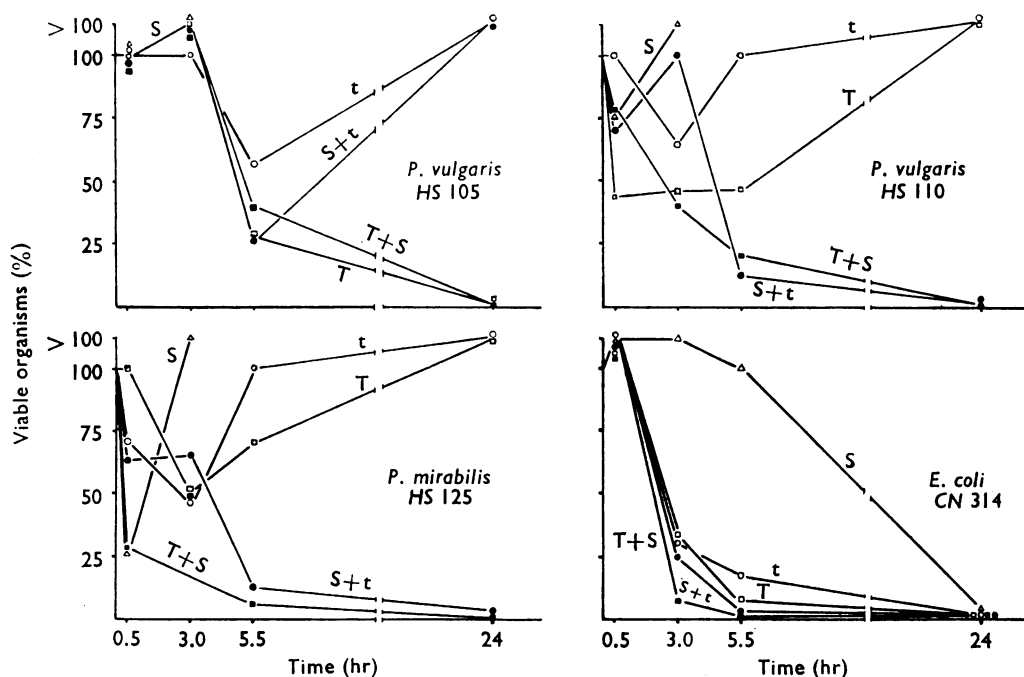 Viable organisms (%)
> 100
100
75
50
25
S
t
S+t
T+S
T
P. vulgaris
HS 105
S
t
T
T+S
S+t
P. vulgaris
HS 110
> 100
100
75
50
25
S
t
T
T+S
S+t
P. mirabilis
HS 125
0.5 3.0 5.5 24
Time (hr)
S
T+S
S+t
t
T
E. coli
CN 314
0.5 3.0 5.5 24
Time (hr)